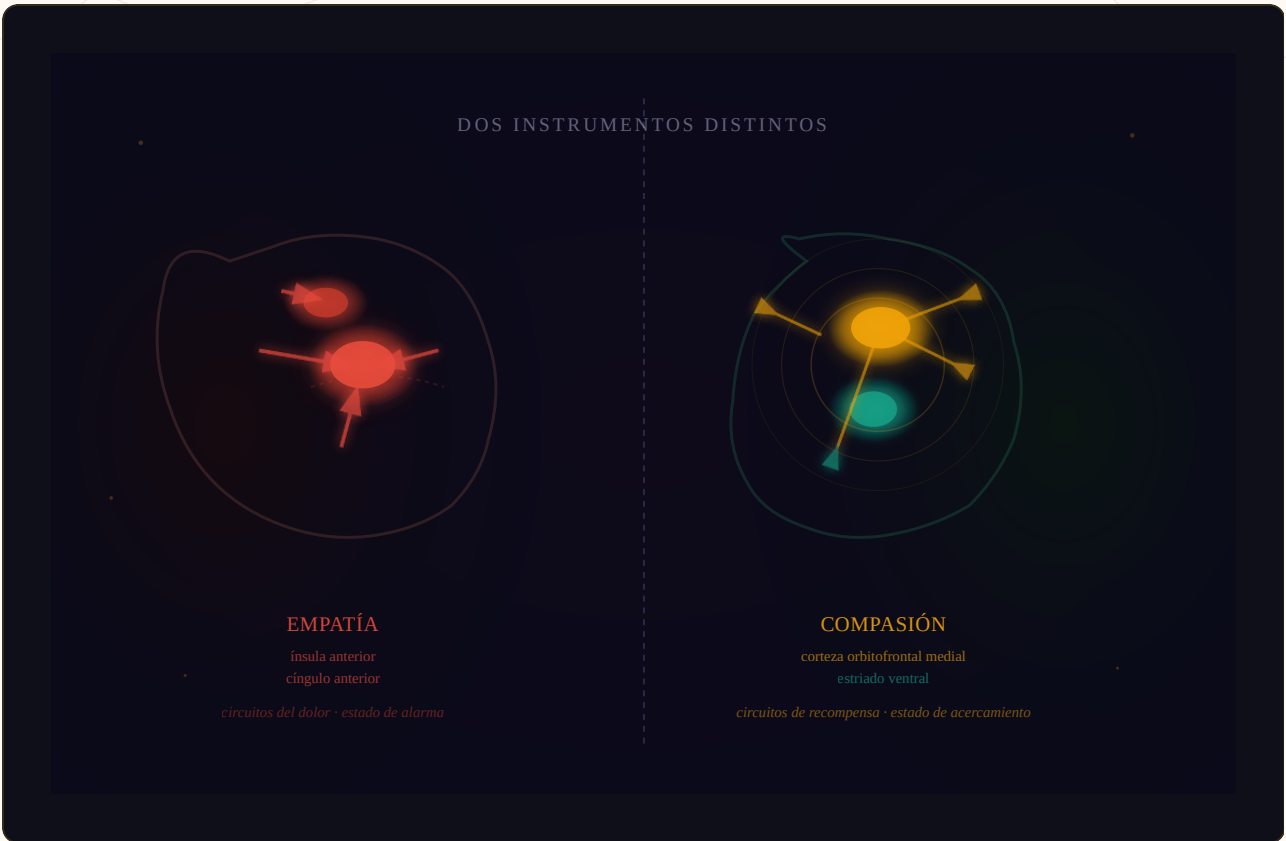 DOS INSTRUMENTOS DISTINTOS
EMPATÍA
ínsula anterior
cíngulo anterior
circuitos del dolor · estado de alarma
COMPASIÓN
corteza orbitofrontal medial
estriado ventral
circuitos de recompensa · estado de acercamiento